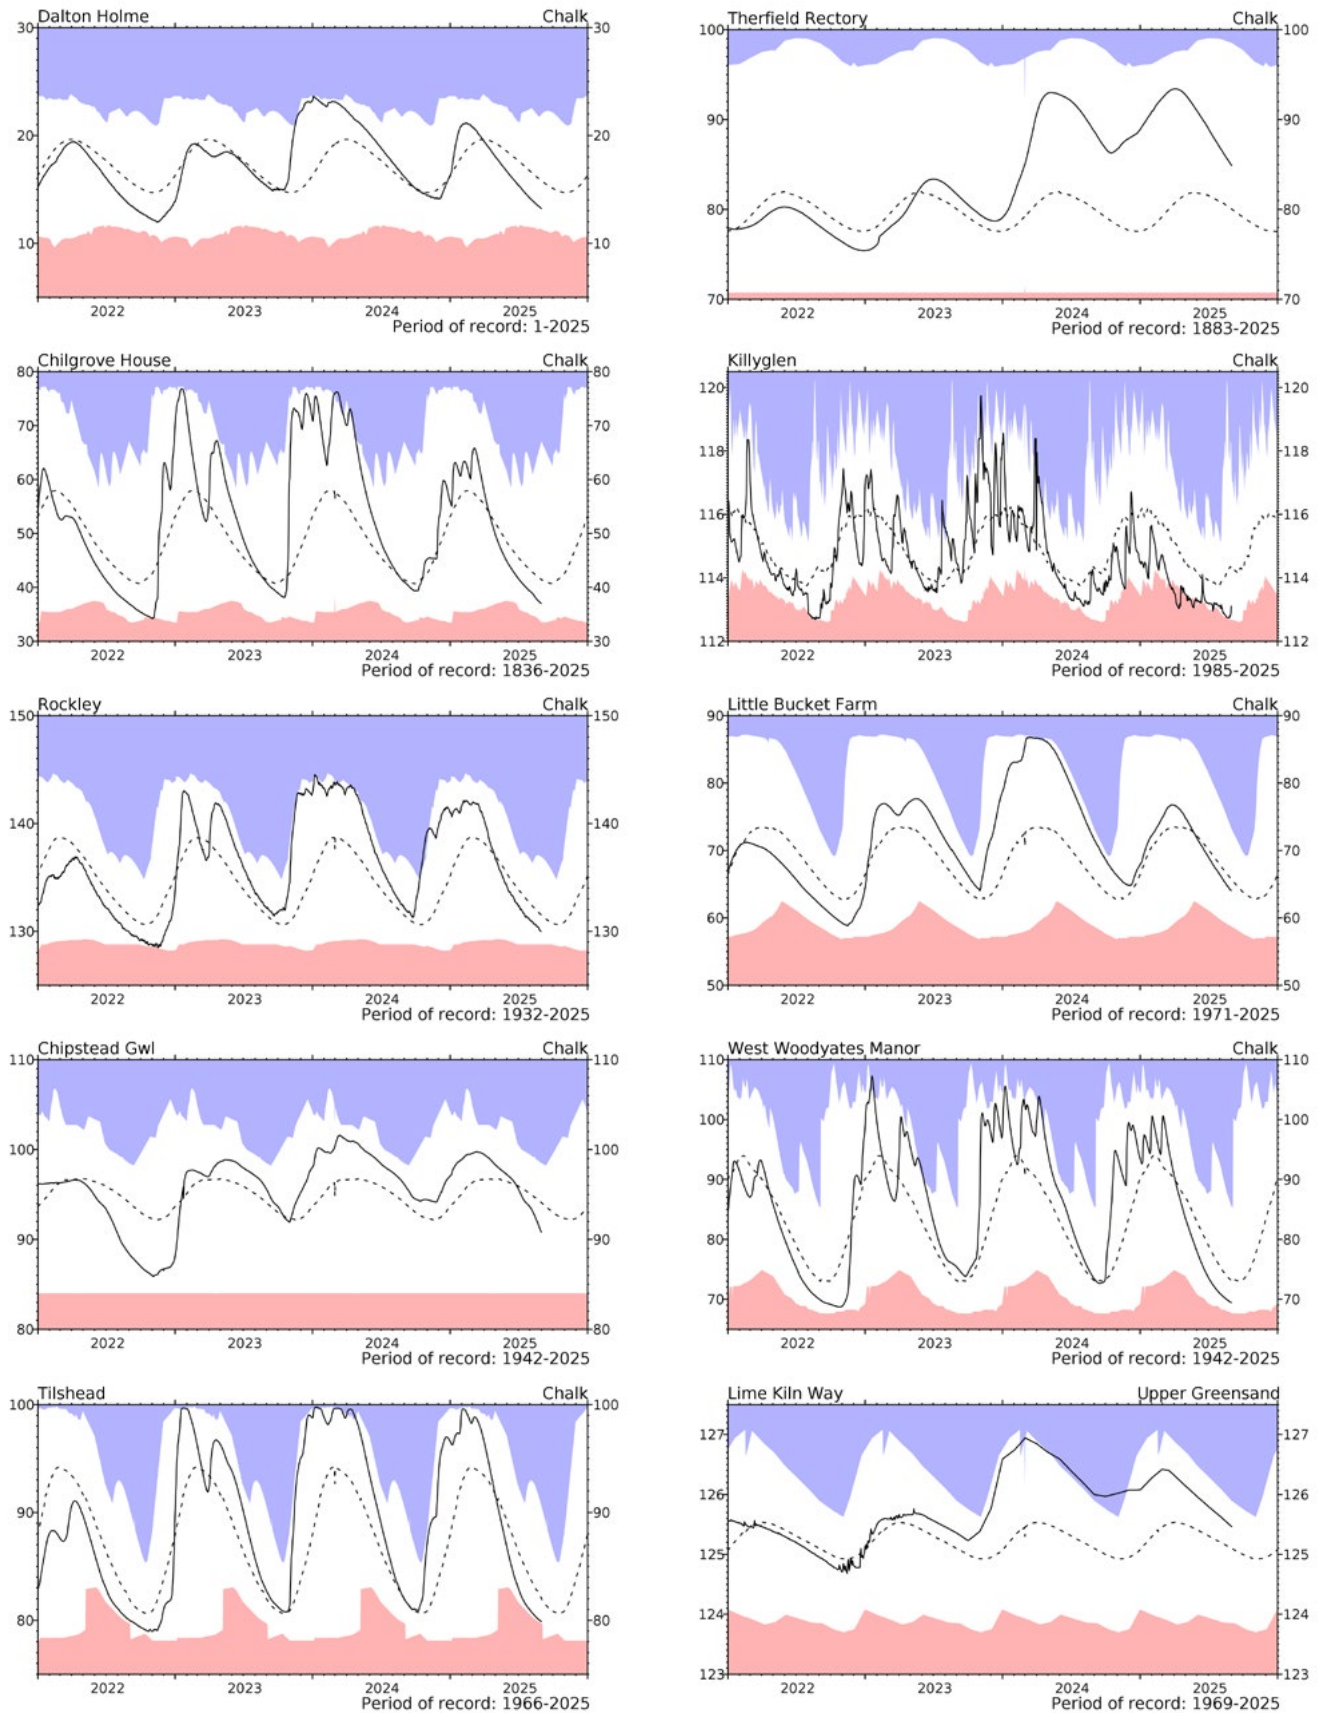 Dalton Holme Chalk
30 30
20 20
10 10
2022 2023 2024 2025
Period of record: 1-2025
Therfield Rectory Chalk
100 100
90 90
80 80
70 70
2022 2023 2024 2025
Period of record: 1883-2025
Chilgrove House Chalk
80 80
70 70
60 60
50 50
40 40
30 30
2022 2023 2024 2025
Period of record: 1836-2025
Killyglen Chalk
120 120
118 118
116 116
114 114
112 112
2022 2023 2024 2025
Period of record: 1985-2025
Rockley Chalk
150 150
140 140
130 130
2022 2023 2024 2025
Period of record: 1932-2025
Little Bucket Farm Chalk
90 90
80 80
70 70
60 60
50 50
2022 2023 2024 2025
Period of record: 1971-2025
Chipstead Gwl Chalk
110 110
100 100
90 90
80 80
2022 2023 2024 2025
Period of record: 1942-2025
West Woodyates Manor Chalk
110 110
100 100
90 90
80 80
70 70
2022 2023 2024 2025
Period of record: 1942-2025
Tilshead Chalk
100 100
90 90
80 80
2022 2023 2024 2025
Period of record: 1966-2025
Lime Kiln Way Upper Greensand
127 127
126 126
125 125
124 124
123 123
2022 2023 2024 2025
Period of record: 1969-2025